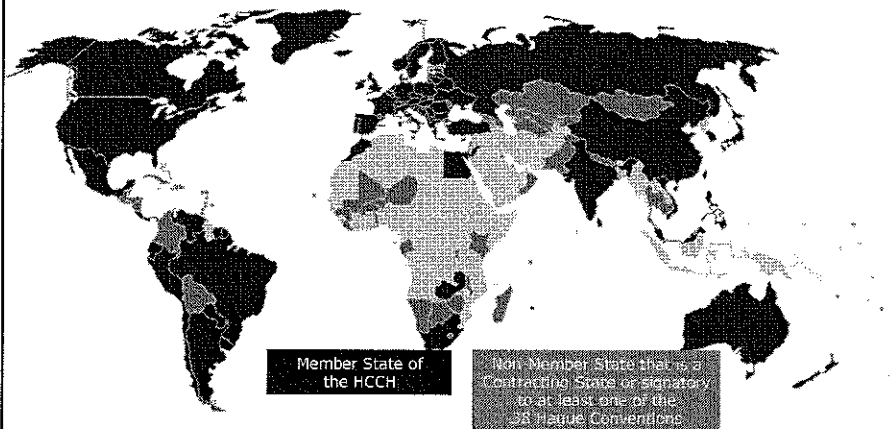 Member State of
the HCCH
Non-Member State that is a
Contracting State or signatory
to at least one of the
38 Hague Conventions